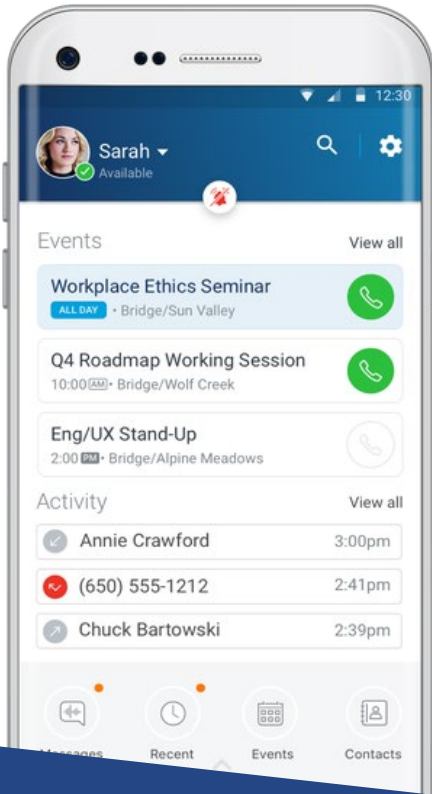 12:30
Sarah
Available
Events View all
Workplace Ethics Seminar
ALL DAY • Bridge/Sun Valley
Q4 Roadmap Working Session
10:00 AM • Bridge/Wolf Creek
Eng/UX Stand-Up
2:00 PM • Bridge/Alpine Meadows
Activity View all
Annie Crawford 3:00pm
(650) 555-1212 2:41pm
Chuck Bartowski 2:39pm
Messages Recent Events Contacts